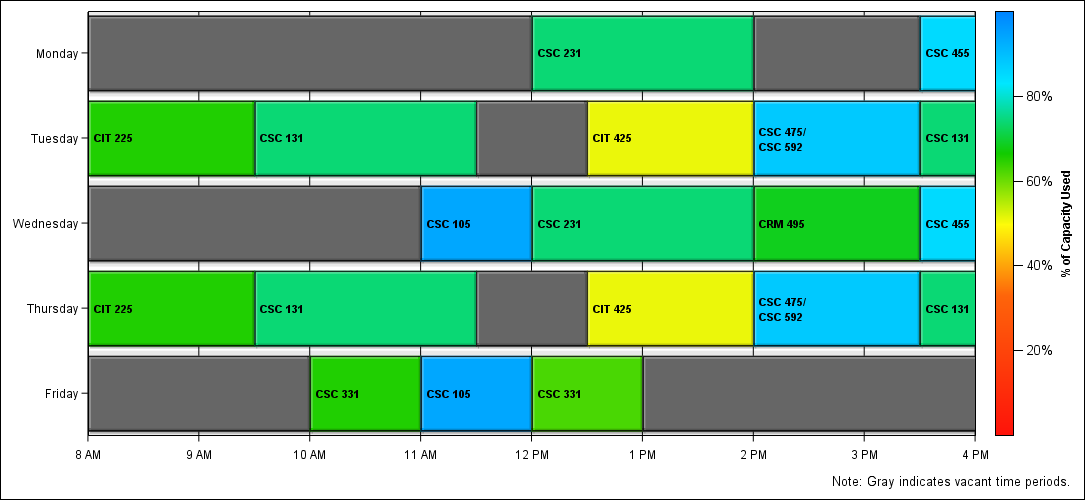 Monday
CSC 231
CSC 455
Tuesday
CIT 225
CSC 131
CIT 425
CSC 475/
CSC 592
CSC 131
Wednesday
CSC 105
CSC 231
CRM 495
CSC 455
Thursday
CIT 225
CSC 131
CIT 425
CSC 475/
CSC 592
CSC 131
Friday
CSC 331
CSC 105
CSC 331
8 AM 9 AM 10 AM 11 AM 12 PM 1 PM 2 PM 3 PM 4 PM
80%
60%
40%
20%
% of Capacity Used
Note: Gray indicates vacant time periods.